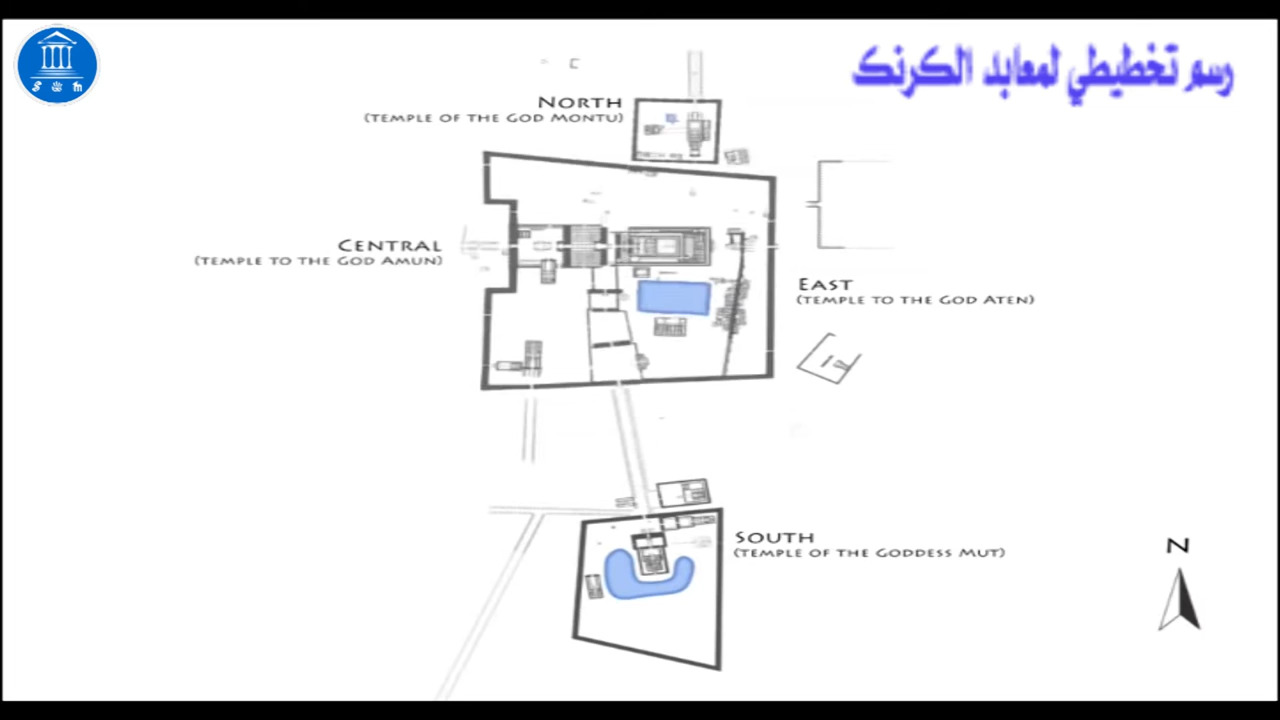 رسم تخطيطي لمعابد الكرنك
NORTH
(TEMPLE OF THE GOD MONTU)
CENTRAL
(TEMPLE TO THE GOD AMUN)
EAST
(TEMPLE TO THE GOD ATEN)
SOUTH
(TEMPLE OF THE GODDESS MUT)
N